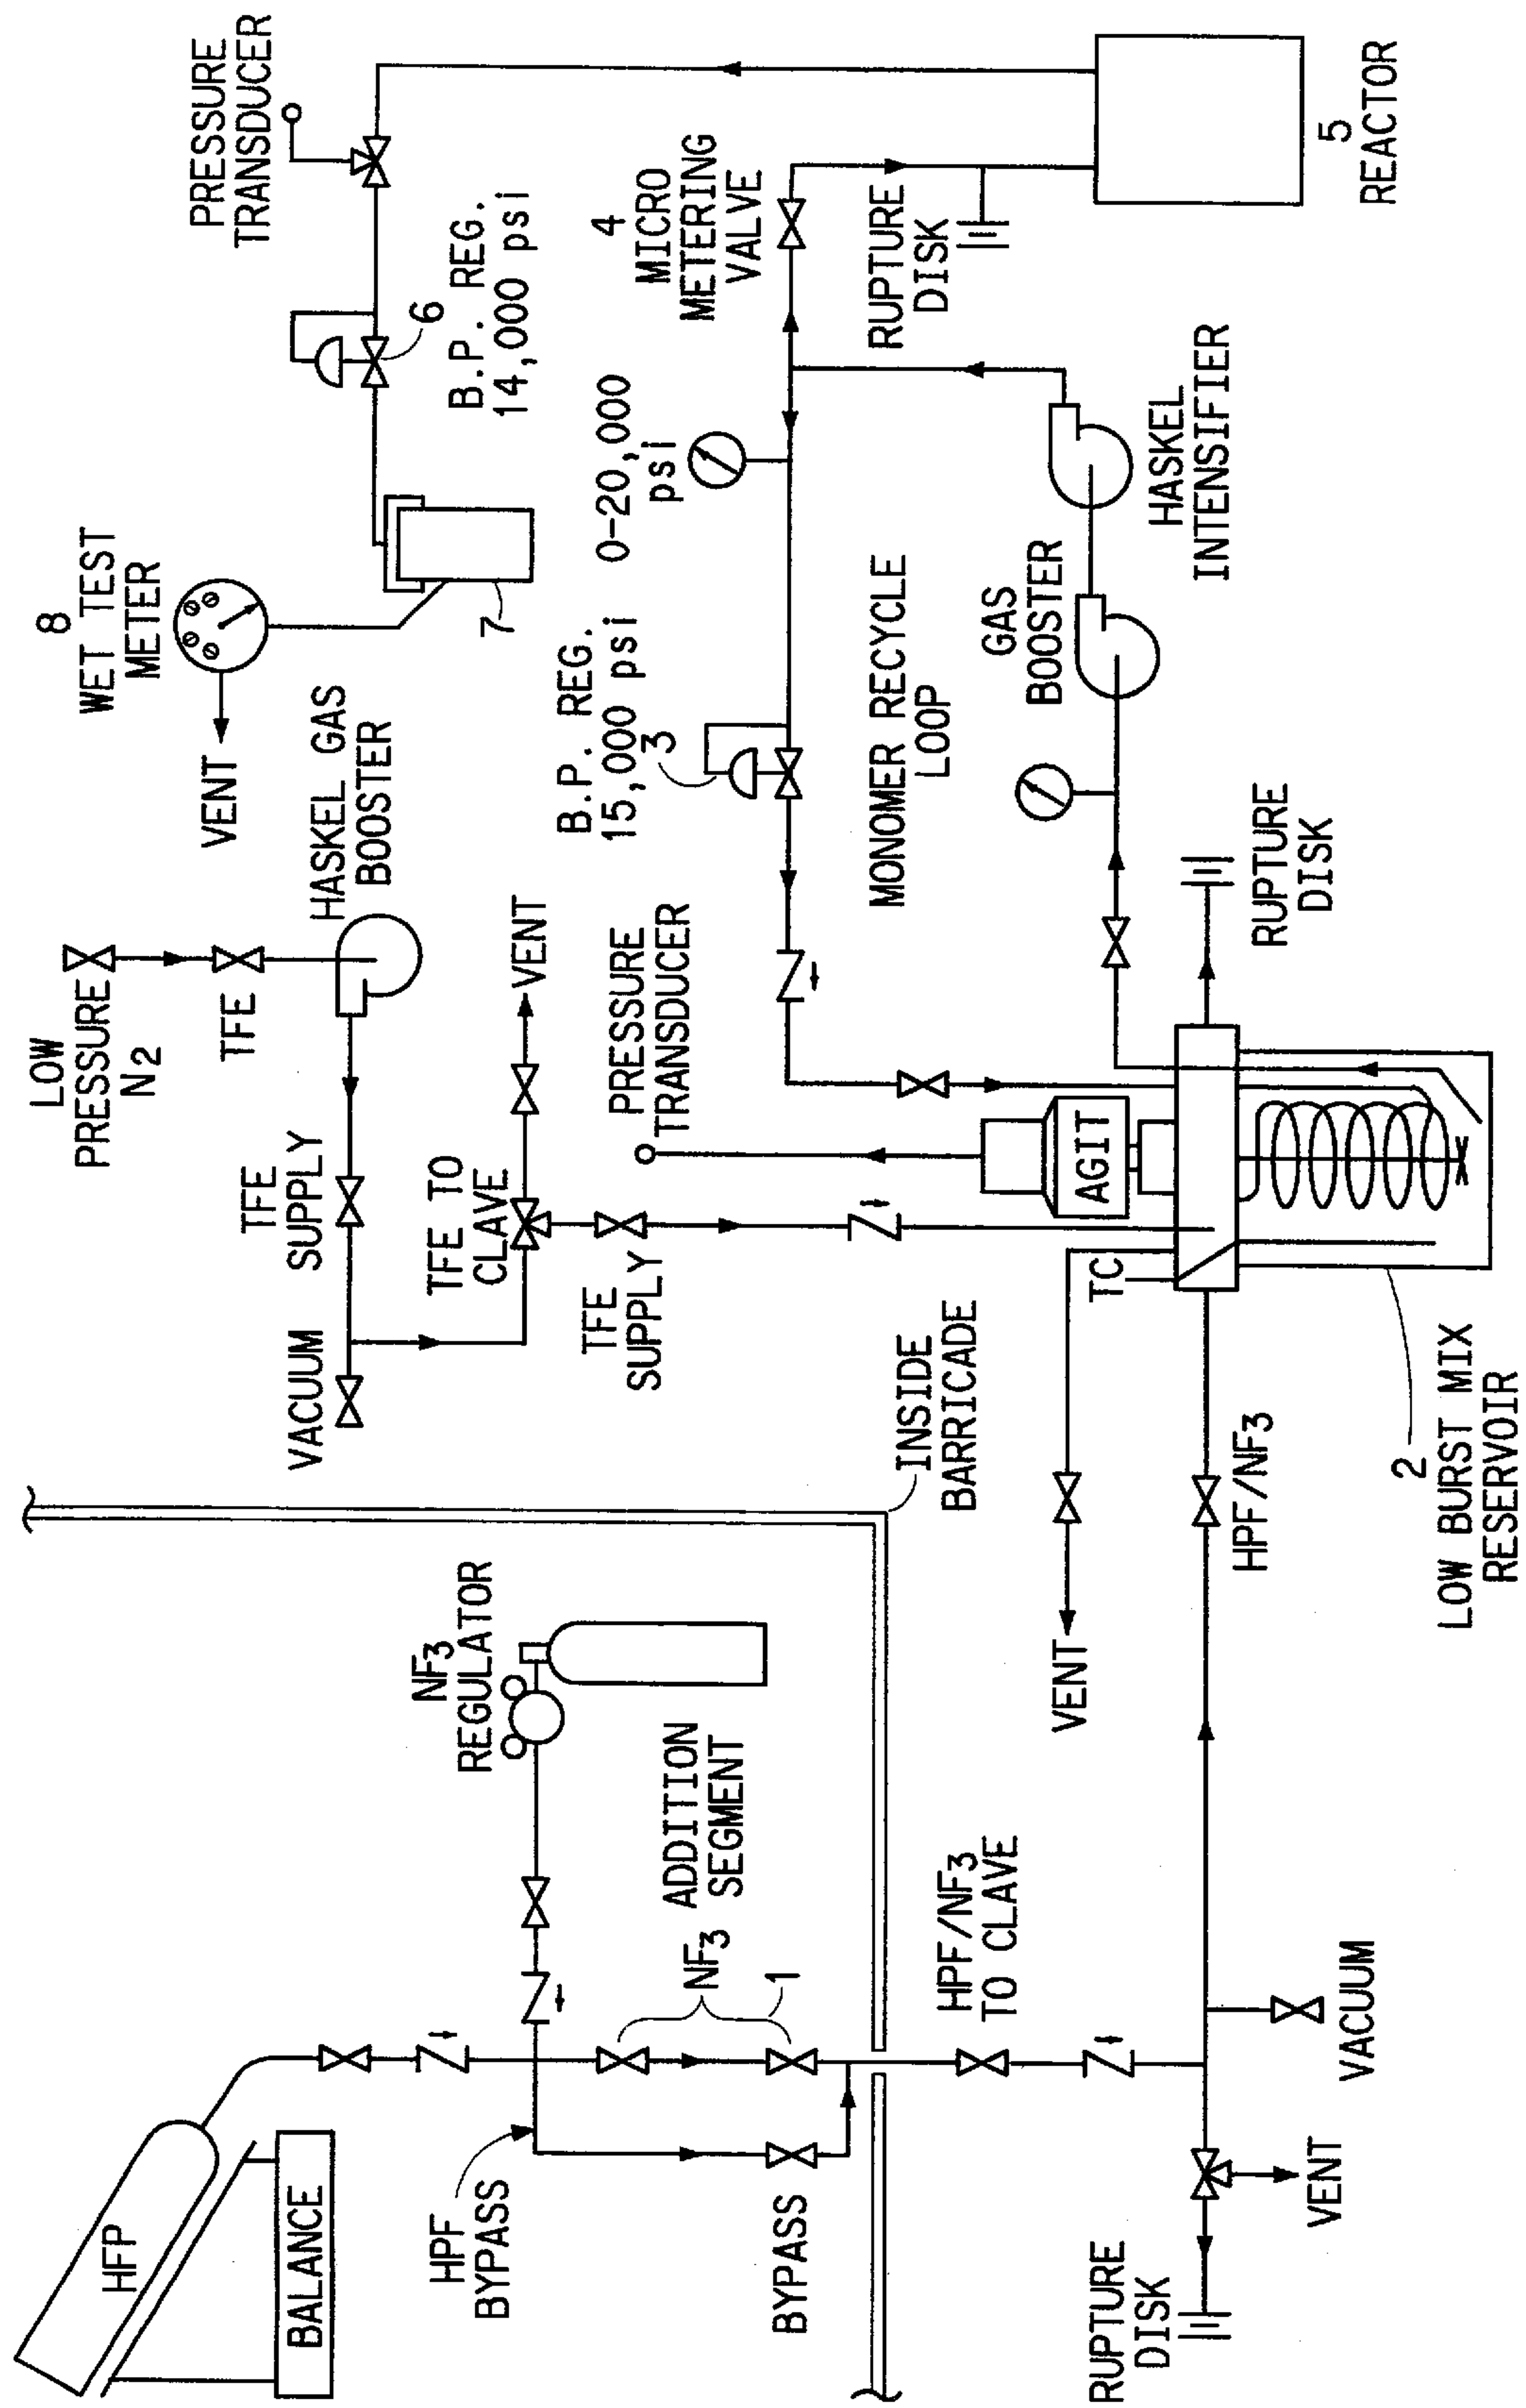 HFP
BALANCE
HPF
BYPASS
BYPASS
NF3
1
NF3
REGULATOR
ADDITION
SEGMENT
INSIDE
BARRICADE
HPF/NF3
TO CLAVE
RUPTURE
DISK
VENT
VACUUM
HPF/NF3
VENT
TC
2
LOW BURST MIX
RESERVOIR
VACUUM
TFE
SUPPLY
LOW
PRESSURE
N2
TFE
HASKEL GAS
BOOSTER
TFE TO
CLAVE
VENT
TFE
SUPPLY
PRESSURE
TRANSDUCER
AGIT
RUPTURE
DISK
MONOMER RECYCLE
LOOP
B.P. REG.
15,000 psi
3
0-20,000
psi
GAS
BOOSTER
HASKEL
INTENSIFIER
4
MICRO
METERING
VALVE
RUPTURE
DISK
5
REACTOR
PRESSURE
TRANSDUCER
6
B.P. REG.
14,000 psi
7
8
WET TEST
METER
VENT